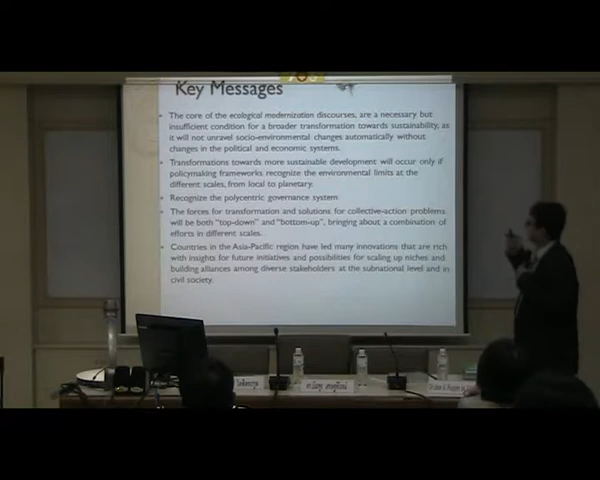 Key Messages
The core of the ecological modernization discourses, are a necessary but
insufficient condition for a broader transformation towards sustainability, as
it will not unravel socio-environmental changes automatically without
changes in the political and economic systems.
Transformations towards more sustainable development will occur only if
policymaking frameworks recognize the environmental limits at the
different scales, from local to planetary.
Recognize the polycentric governance system
The forces for transformation and solutions for collective-action problems
will be both "top-down" and "bottom-up", bringing about a combination of
efforts in different scales.
Countries in the Asia-Pacific region have led many innovations that are rich
with insights for future initiatives and possibilities for scaling up niches and
building alliances among diverse stakeholders at the subnational level and in
civil society.